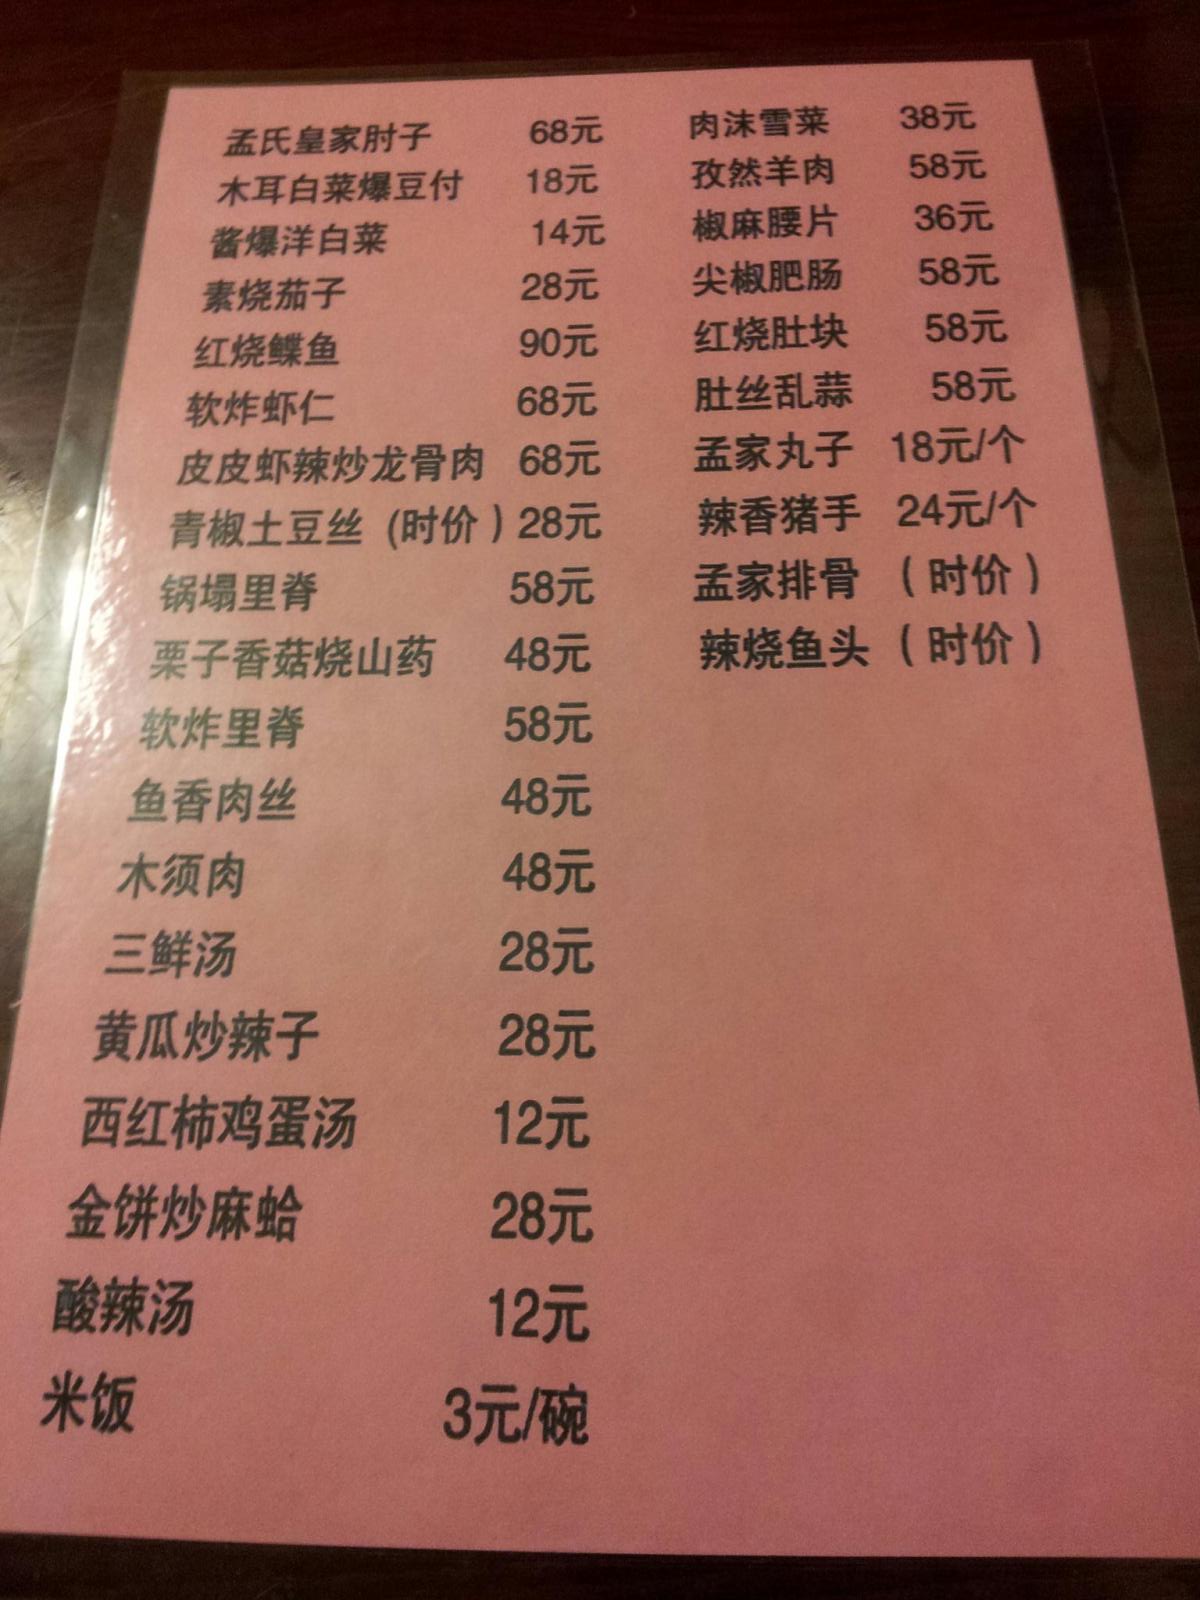 孟氏皇家肘子 68元
木耳白菜爆豆付 18元
酱爆洋白菜 14元
素烧茄子 28元
红烧鲽鱼 90元
软炸虾仁 68元
皮皮虾辣炒龙骨肉 68元
青椒土豆丝(时价)28元
锅塌里脊 58元
栗子香菇烧山药 48元
软炸里脊 58元
鱼香肉丝 48元
木须肉 48元
三鲜汤 28元
黄瓜炒辣子 28元
西红柿鸡蛋汤 12元
金饼炒麻蛤 28元
酸辣汤 12元
米饭 3元/碗
肉沫雪菜 38元
孜然羊肉 58元
椒麻腰片 36元
尖椒肥肠 58元
红烧肚块 58元
肚丝乱蒜 58元
孟家丸子 18元/个
辣香猪手 24元/个
孟家排骨 (时价)
辣烧鱼头 (时价)